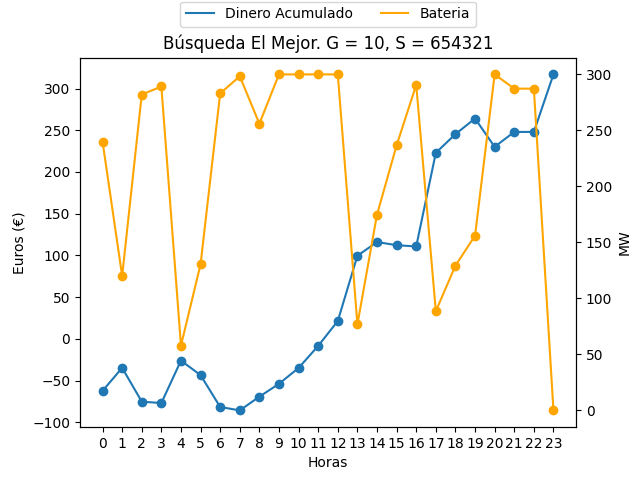 Dinero Acumulado Bateria
Búsqueda El Mejor. G = 10, S = 654321
300
250
200
150
100
50
0
−50
−100
Euros (€)
300
250
200
150
100
50
0
MW
0 1 2 3 4 5 6 7 8 9 10 11 12 13 14 15 16 17 18 19 20 21 22 23
Horas